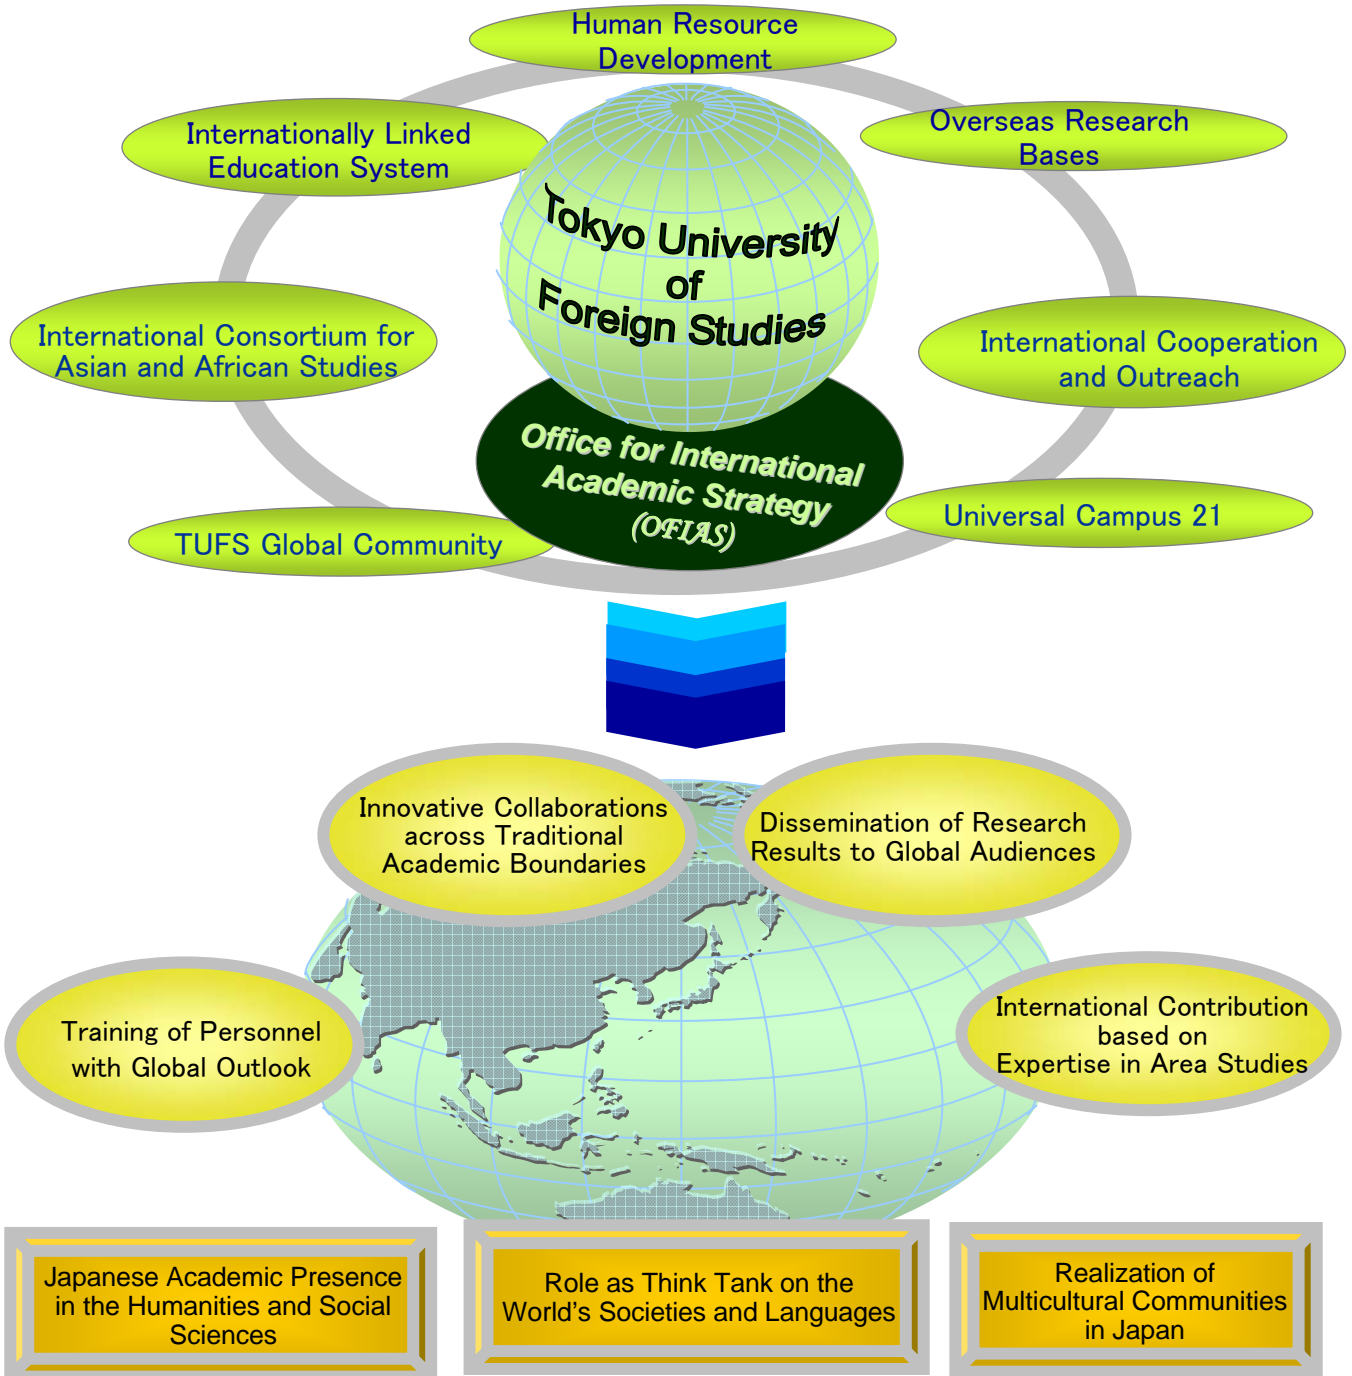 Human Resource
Development
Internationally Linked
Education System
Overseas Research
Bases
Tokyo University
of
Foreign Studies
International Consortium for
Asian and African Studies
International Cooperation
and Outreach
Office for International
Academic Strategy
(OFIAS)
TUFS Global Community
Universal Campus 21
Innovative Collaborations
across Traditional
Academic Boundaries
Dissemination of Research
Results to Global Audiences
Training of Personnel
with Global Outlook
International Contribution
based on
Expertise in Area Studies
Japanese Academic Presence
in the Humanities and Social
Sciences
Role as Think Tank on the
World's Societies and Languages
Realization of
Multicultural Communities
in Japan